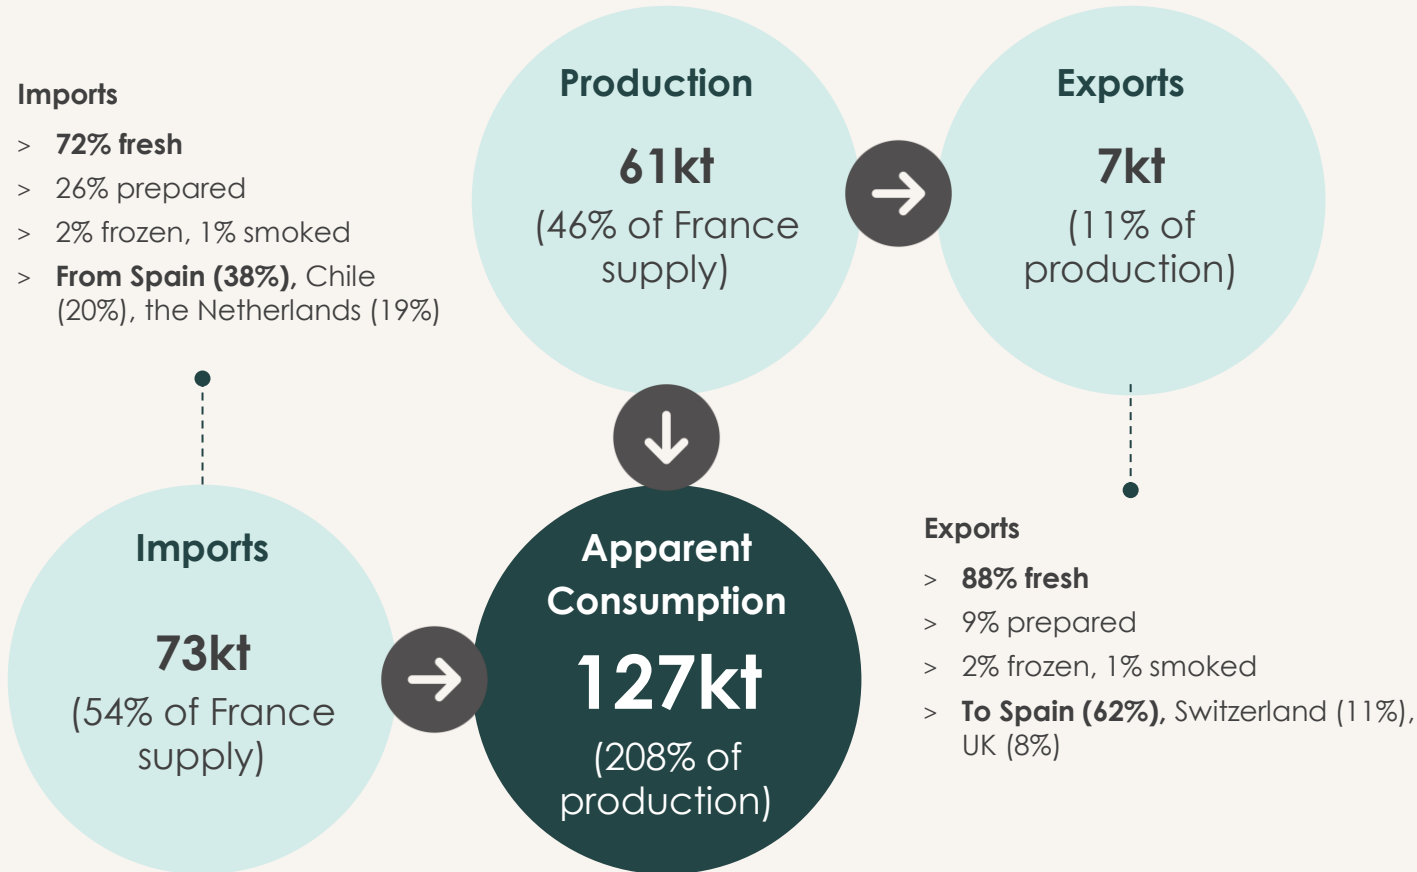 Imports
> 72% fresh
> 26% prepared
> 2% frozen, 1% smoked
> From Spain (38%), Chile
(20%), the Netherlands (19%)
Production
61kt
(46% of France
supply)
Exports
7kt
(11% of
production)
Imports
73kt
(54% of France
supply)
Apparent
Consumption
127kt
(208% of
production)
Exports
> 88% fresh
> 9% prepared
> 2% frozen, 1% smoked
> To Spain (62%), Switzerland (11%),
UK (8%)